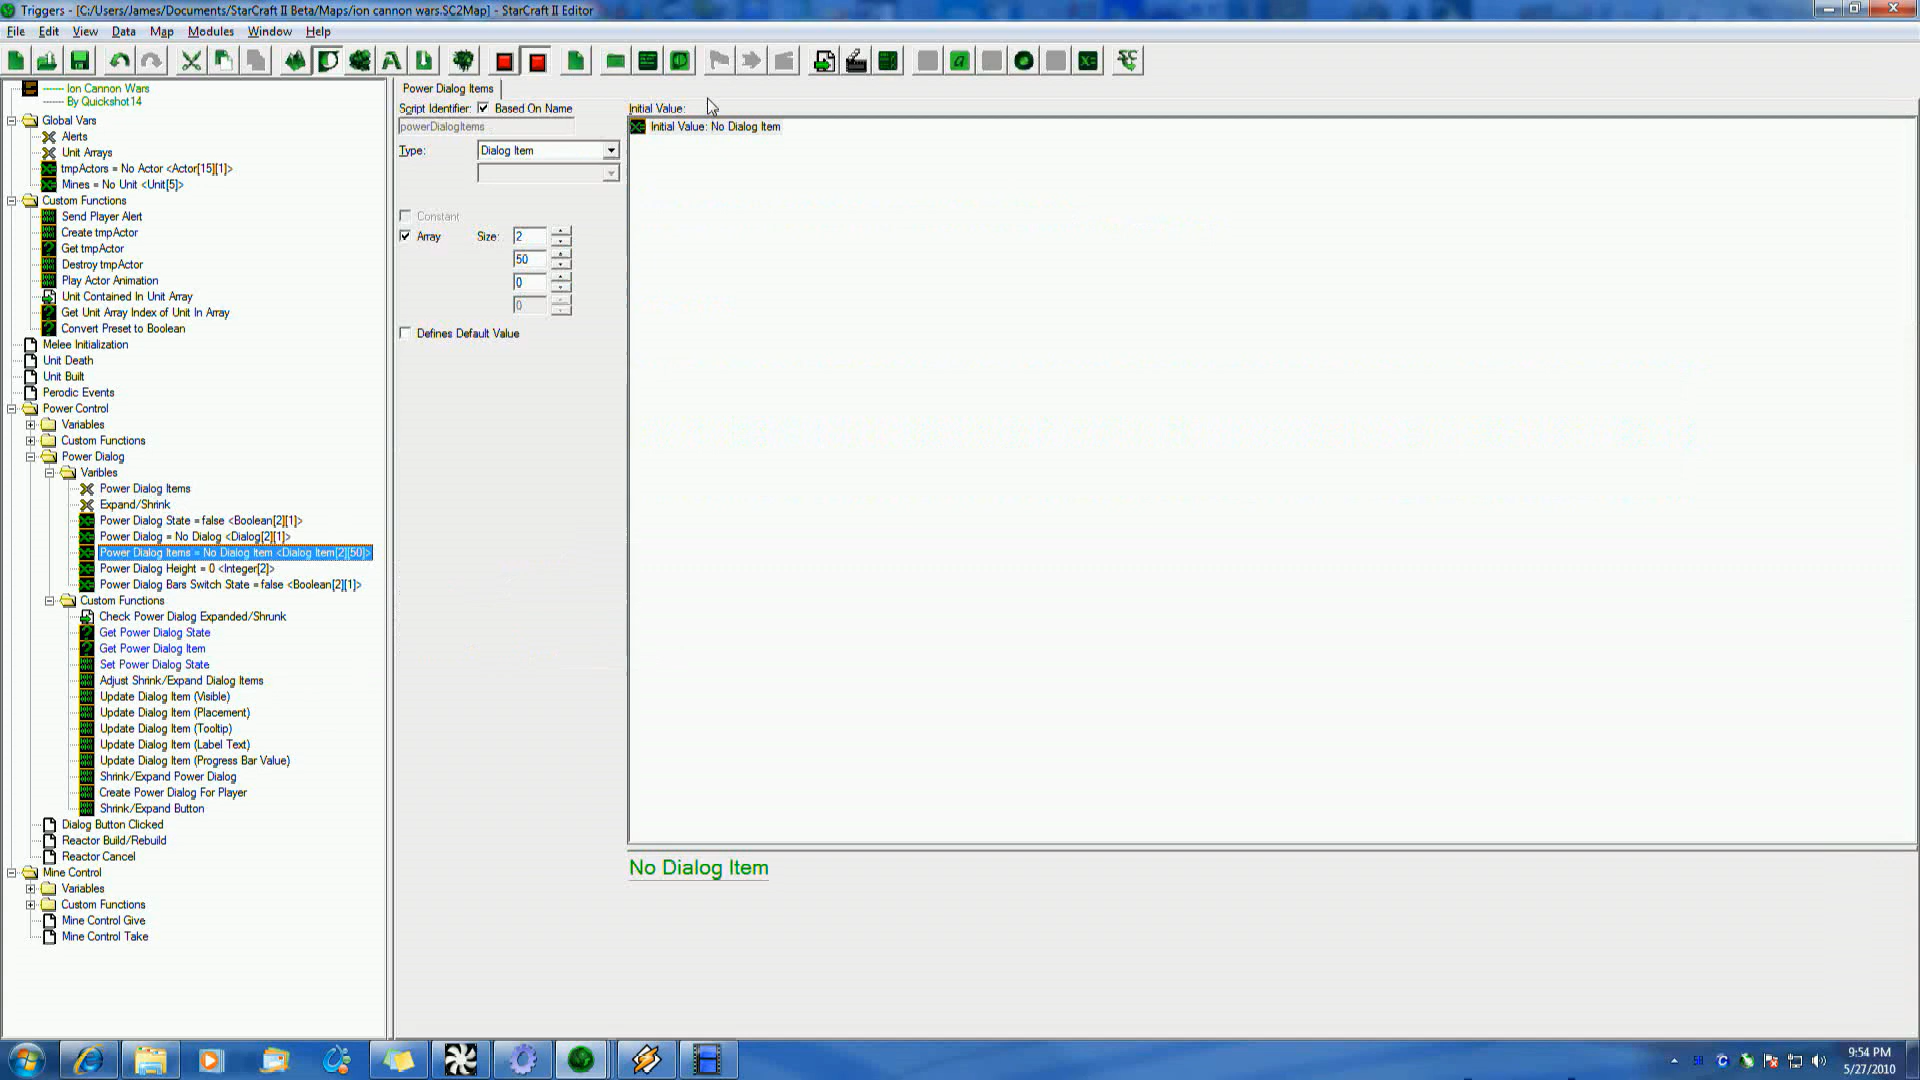 Triggers - [C:/Users/James/Documents/StarCraft II Beta/Maps/ion cannon wars.SC2Map] - StarCraft II Editor
File Edit View Data Map Modules Window Help
------ Ion Cannon Wars
------ By Quickshot14
Global Vars
Alerts
Unit Arrays
tmpActors = No Actor <Actor[15][1]>
Mines = No Unit <Unit[5]>
Custom Functions
Send Player Alert
Create tmpActor
Get tmpActor
Destroy tmpActor
Play Actor Animation
Unit Contained In Unit Array
Get Unit Array Index of Unit In Array
Convert Preset to Boolean
Melee Initialization
Unit Death
Unit Built
Perodic Events
Power Control
Variables
Custom Functions
Power Dialog
Varibles
Power Dialog Items
Expand/Shrink
Power Dialog State = false <Boolean[2][1]>
Power Dialog = No Dialog <Dialog[2][1]>
Power Dialog Items = No Dialog Item <Dialog Item[2][50]>
Power Dialog Height = 0 <Integer[2]>
Power Dialog Bars Switch State = false <Boolean[2][1]>
Custom Functions
Check Power Dialog Expanded/Shrunk
Get Power Dialog State
Get Power Dialog Item
Set Power Dialog State
Adjust Shrink/Expand Dialog Items
Update Dialog Item (Visible)
Update Dialog Item (Placement)
Update Dialog Item (Tooltip)
Update Dialog Item (Label Text)
Update Dialog Item (Progress Bar Value)
Shrink/Expand Power Dialog
Create Power Dialog For Player
Shrink/Expand Button
Dialog Button Clicked
Reactor Build/Rebuild
Reactor Cancel
Mine Control
Variables
Custom Functions
Mine Control Give
Mine Control Take
Power Dialog Items
Script Identifier: Based On Name
powerDialogItems
Type: Dialog Item
Constant
Array Size: 2
50
0
0
Defines Default Value
Initial Value:
Initial Value: No Dialog Item
No Dialog Item
9:54 PM
5/27/2010